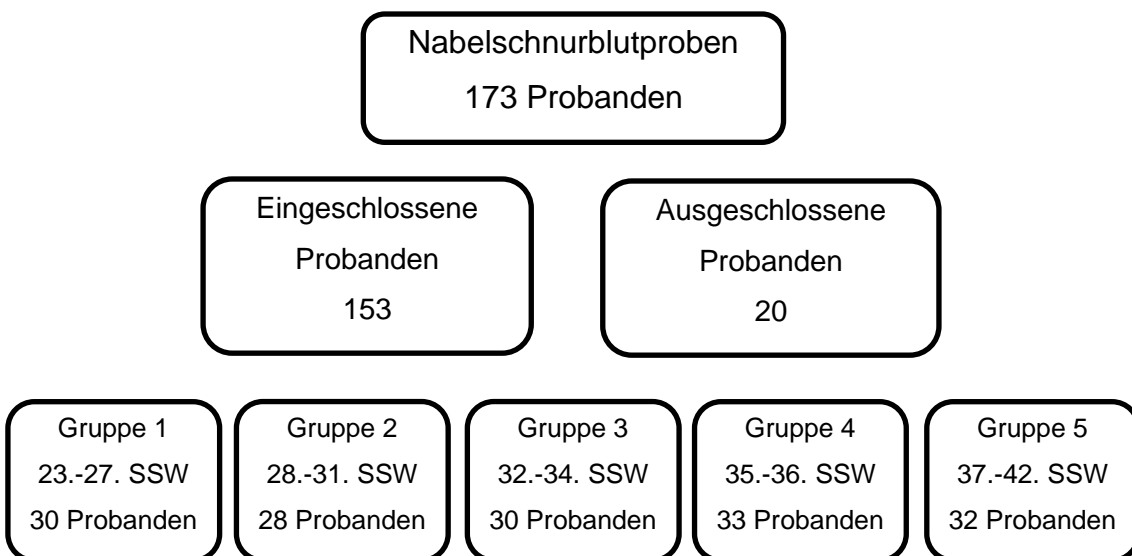 Nabelschnurblutproben
173 Probanden
Eingeschlossene
Probanden
153
Ausgeschlossene
Probanden
20
Gruppe 1
23.-27. SSW
30 Probanden
Gruppe 2
28.-31. SSW
28 Probanden
Gruppe 3
32.-34. SSW
30 Probanden
Gruppe 4
35.-36. SSW
33 Probanden
Gruppe 5
37.-42. SSW
32 Probanden